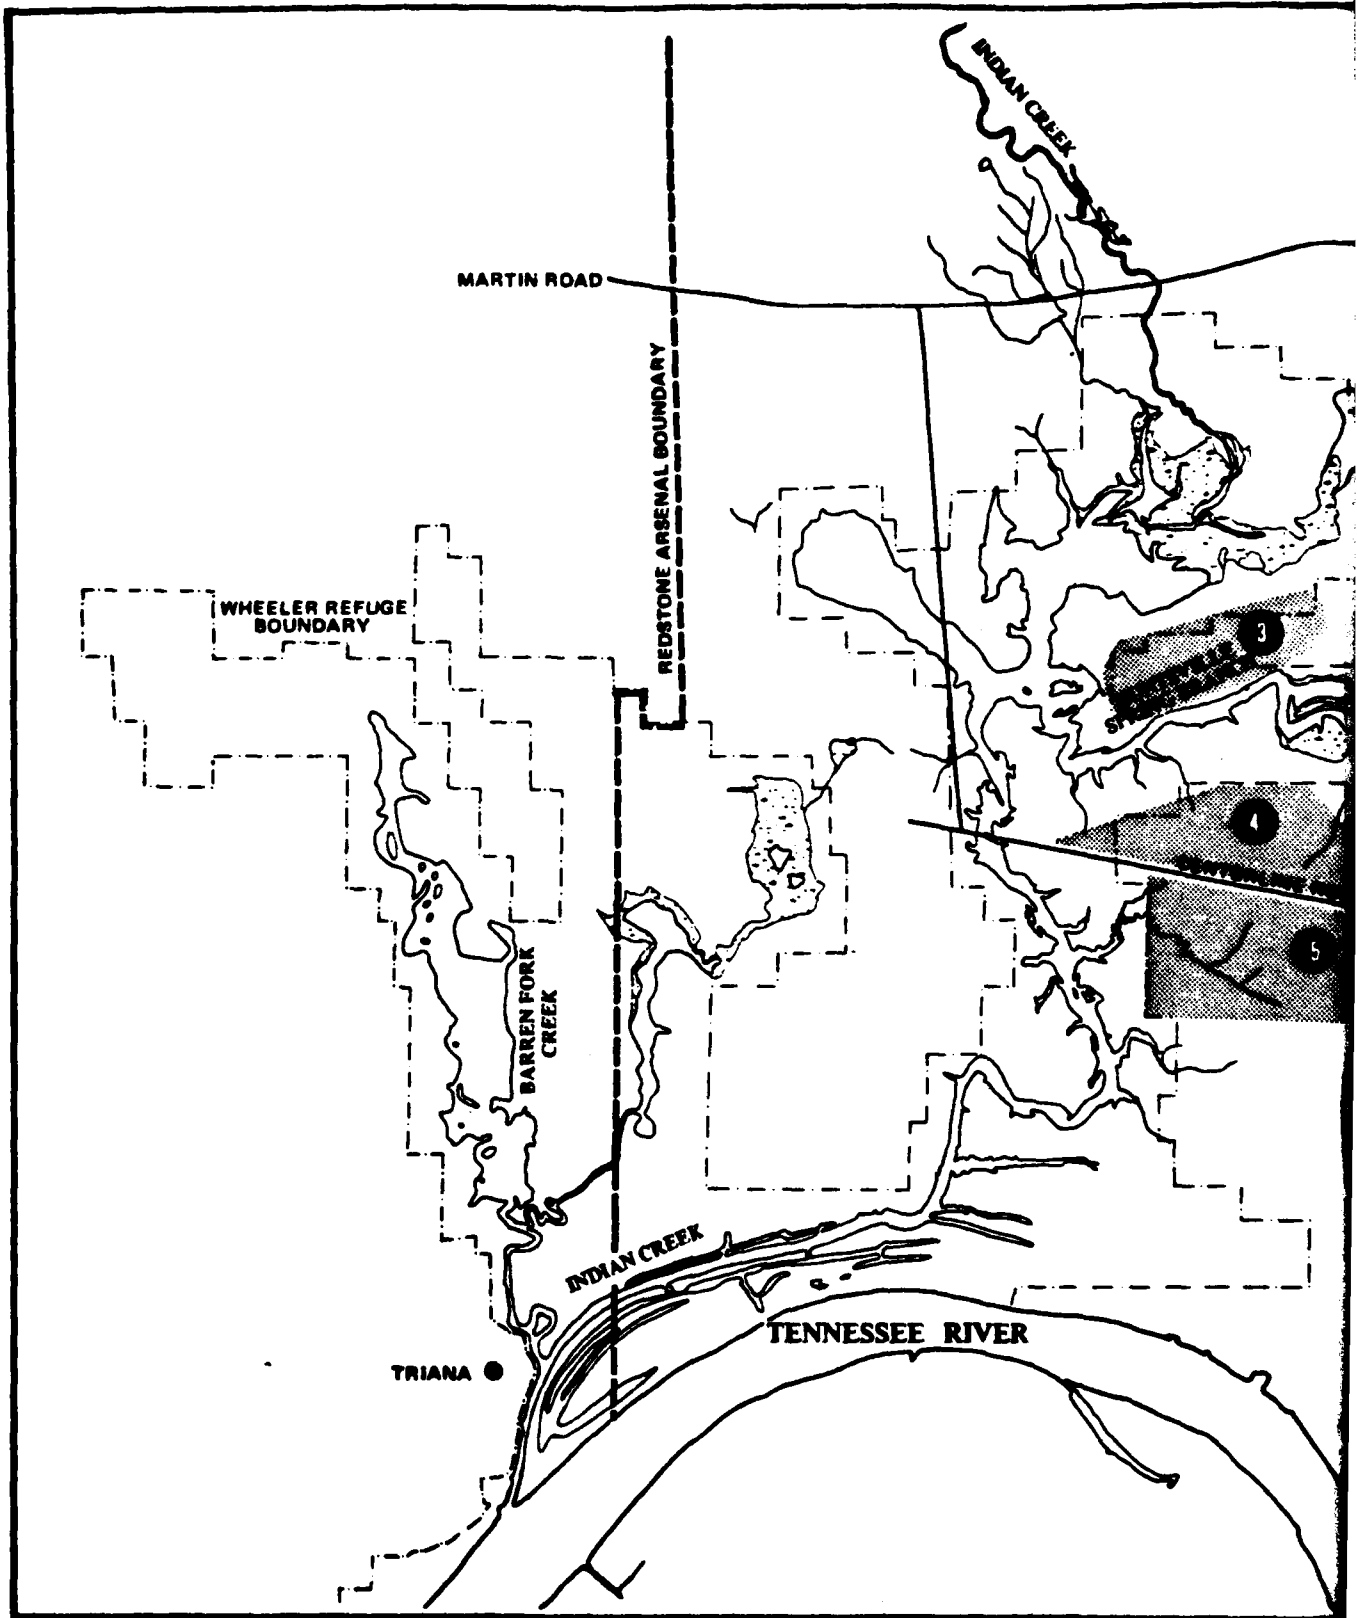 INDIAN CREEK
MARTIN ROAD
REDSTONE ARSENAL BOUNDARY
WHEELER REFUGE
BOUNDARY
3
4
5
BARREN FORK
CREEK
INDIAN CREEK
TENNESSEE RIVER
TRIANA